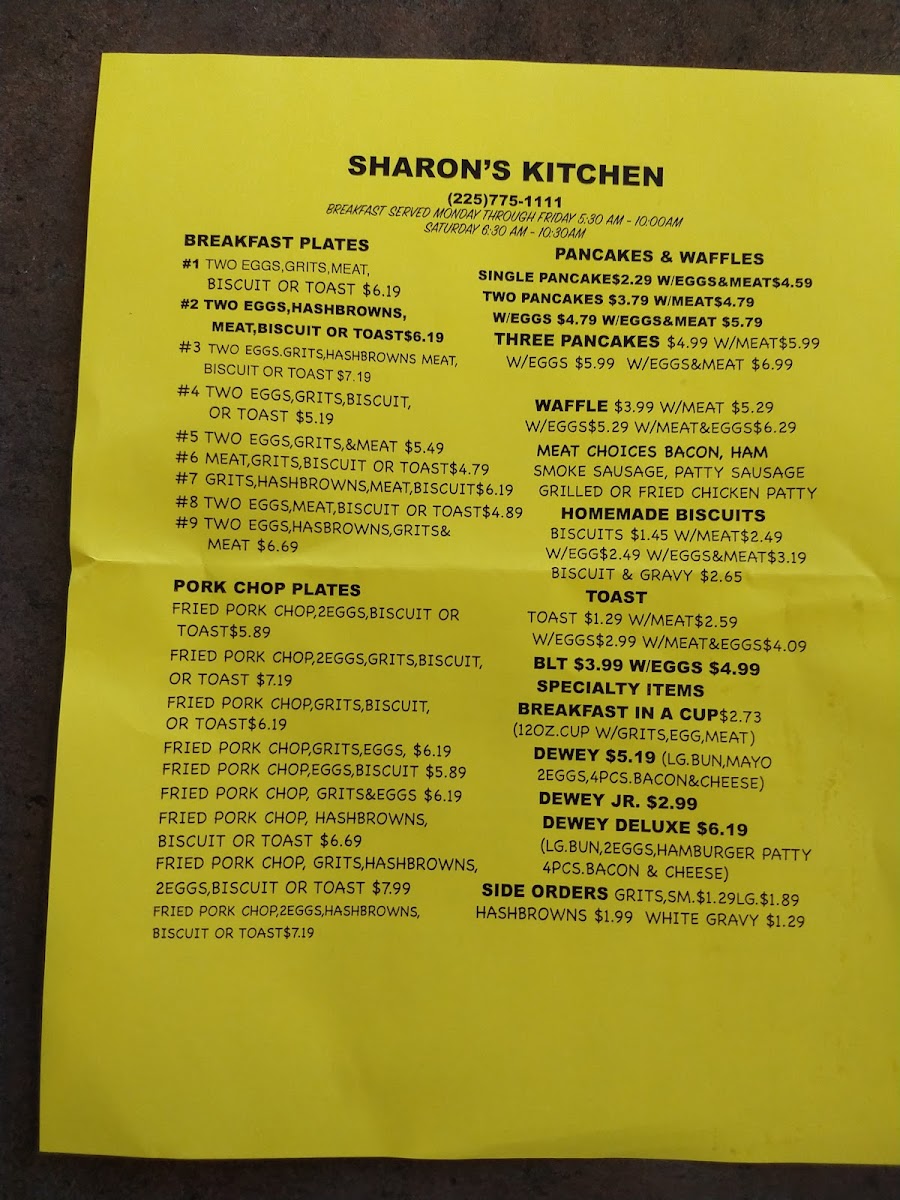 SHARON'S KITCHEN
(225)775-1111
BREAKFAST SERVED MONDAY THROUGH FRIDAY 5:30 AM - 10:00AM
SATURDAY 6:30 AM - 10:30AM
BREAKFAST PLATES
#1 TWO EGGS,GRITS,MEAT,
BISCUIT OR TOAST $6.19
#2 TWO EGGS,HASHBROWNS,
MEAT,BISCUIT OR TOAST$6.19
#3 TWO EGGS.GRITS,HASHBROWNS MEAT,
BISCUIT OR TOAST $7.19
#4 TWO EGGS,GRITS,BISCUIT,
OR TOAST $5.19
#5 TWO EGGS,GRITS,&MEAT $5.49
#6 MEAT,GRITS,BISCUIT OR TOAST$4.79
#7 GRITS,HASHBROWNS,MEAT,BISCUIT$6.19
#8 TWO EGGS,MEAT,BISCUIT OR TOAST$4.89
#9 TWO EGGS,HASBROWNS,GRITS&
MEAT $6.69
PORK CHOP PLATES
FRIED PORK CHOP,2EGGS,BISCUIT OR
TOAST$5.89
FRIED PORK CHOP,2EGGS,GRITS,BISCUIT,
OR TOAST $7.19
FRIED PORK CHOP,GRITS,BISCUIT,
OR TOAST$6.19
FRIED PORK CHOP,GRITS,EGGS, $6.19
FRIED PORK CHOP,EGGS,BISCUIT $5.89
FRIED PORK CHOP, GRITS&EGGS $6.19
FRIED PORK CHOP, HASHBROWNS,
BISCUIT OR TOAST $6.69
FRIED PORK CHOP, GRITS,HASHBROWNS,
2EGGS,BISCUIT OR TOAST $7.99
FRIED PORK CHOP,2EGGS,HASHBROWNS,
BISCUIT OR TOAST$7.19
PANCAKES & WAFFLES
SINGLE PANCAKE$2.29 W/EGGS&MEAT$4.59
TWO PANCAKES $3.79 W/MEAT$4.79
W/EGGS $4.79 W/EGGS&MEAT $5.79
THREE PANCAKES $4.99 W/MEAT$5.99
W/EGGS $5.99 W/EGGS&MEAT $6.99
WAFFLE $3.99 W/MEAT $5.29
W/EGGS$5.29 W/MEAT&EGGS$6.29
MEAT CHOICES BACON, HAM
SMOKE SAUSAGE, PATTY SAUSAGE
GRILLED OR FRIED CHICKEN PATTY
HOMEMADE BISCUITS
BISCUITS $1.45 W/MEAT$2.49
W/EGG$2.49 W/EGGS&MEAT$3.19
BISCUIT & GRAVY $2.65
TOAST
TOAST $1.29 W/MEAT$2.59
W/EGGS$2.99 W/MEAT&EGGS$4.09
BLT $3.99 W/EGGS $4.99
SPECIALTY ITEMS
BREAKFAST IN A CUP$2.73
(12OZ.CUP W/GRITS,EGG,MEAT)
DEWEY $5.19 (LG.BUN,MAYO
2EGGS,4PCS.BACON&CHEESE)
DEWEY JR. $2.99
DEWEY DELUXE $6.19
(LG.BUN,2EGGS,HAMBURGER PATTY
4PCS.BACON & CHEESE)
SIDE ORDERS GRITS,SM.$1.29LG.$1.89
HASHBROWNS $1.99 WHITE GRAVY $1.29